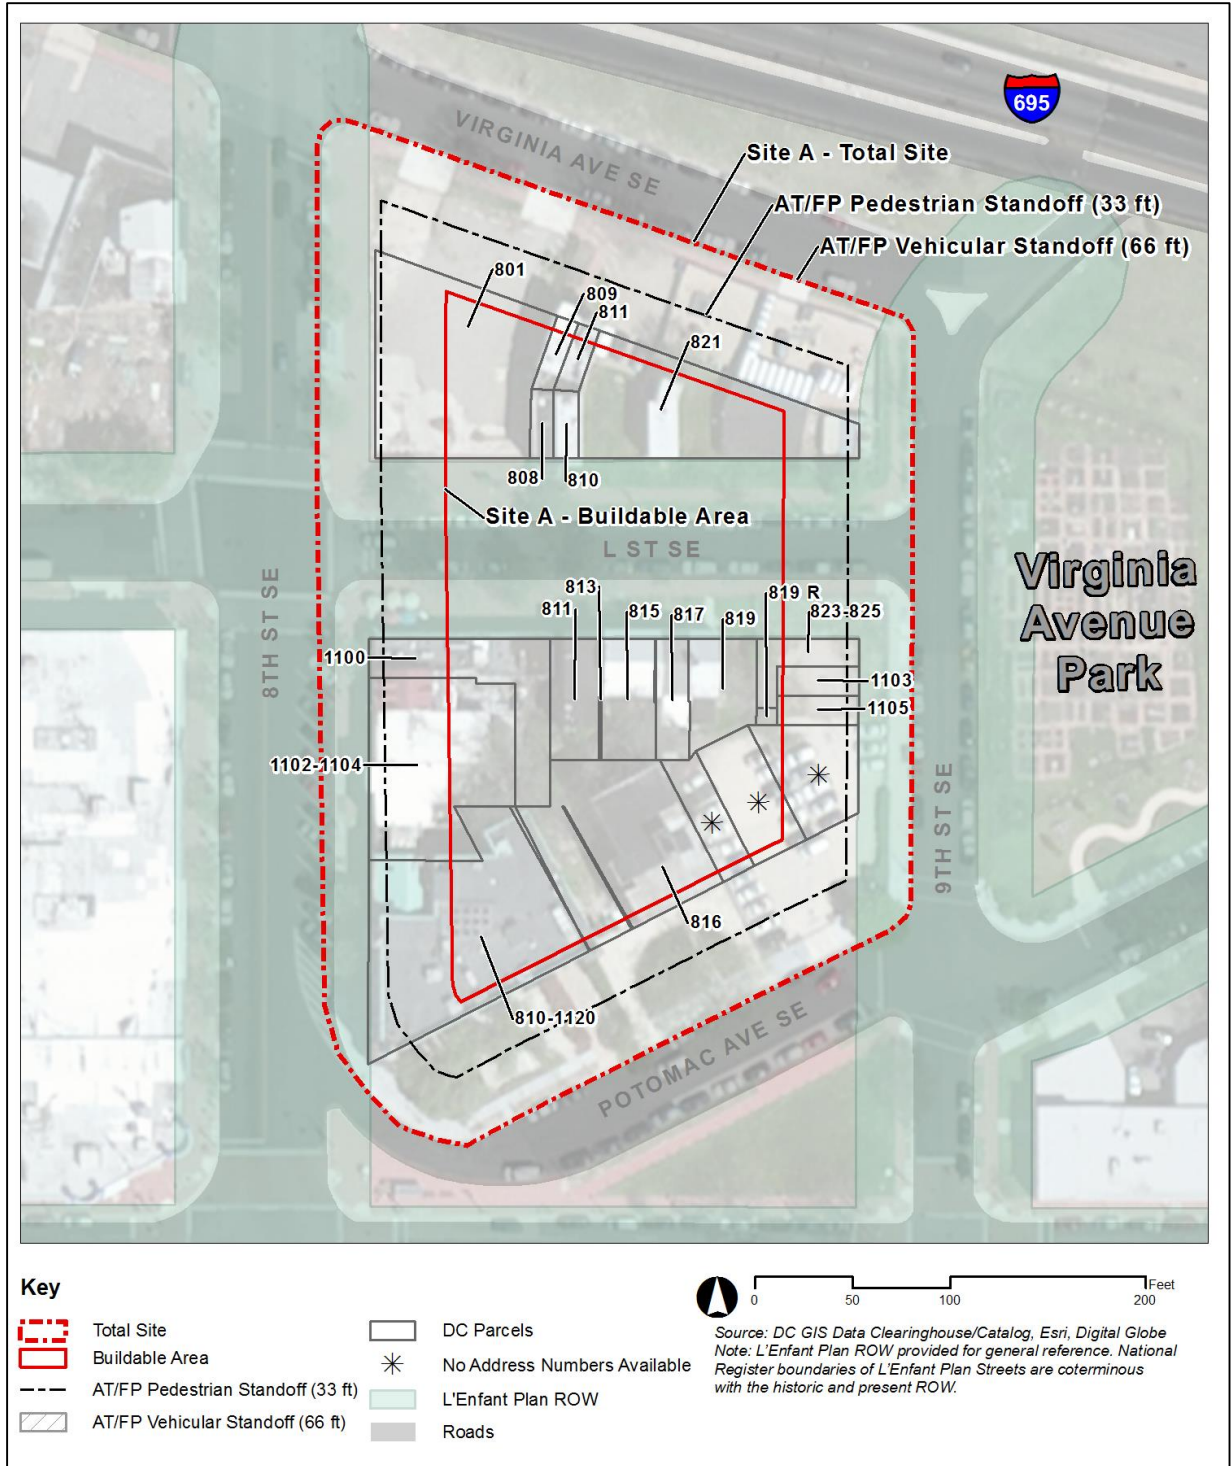 695
VIRGINIA AVE SE
Site A - Total Site
AT/FP Pedestrian Standoff (33 ft)
AT/FP Vehicular Standoff (66 ft)
801
809
811
821
808
810
Site A - Buildable Area
L ST SE
8TH ST SE
Virginia
Avenue
Park
813
811
815
817
819
819 R
823-825
1100
1103
1105
1102-1104
9TH ST SE
816
810-1120
POTOMAC AVE SE
Key
Total Site
Buildable Area
AT/FP Pedestrian Standoff (33 ft)
AT/FP Vehicular Standoff (66 ft)
DC Parcels
No Address Numbers Available
L'Enfant Plan ROW
Roads
Feet
0 50 100 200
Source: DC GIS Data Clearinghouse/Catalog, Esri, Digital Globe
Note: L'Enfant Plan ROW provided for general reference. National
Register boundaries of L'Enfant Plan Streets are coterminous
with the historic and present ROW.